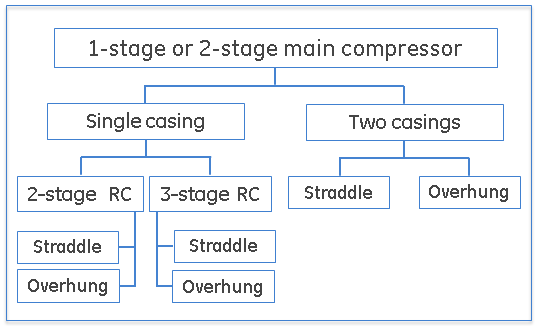 1-stage or 2-stage main compressor
Single casing
Two casings
2-stage RC
3-stage RC
Straddle
Overhung
Straddle
Straddle
Overhung
Overhung